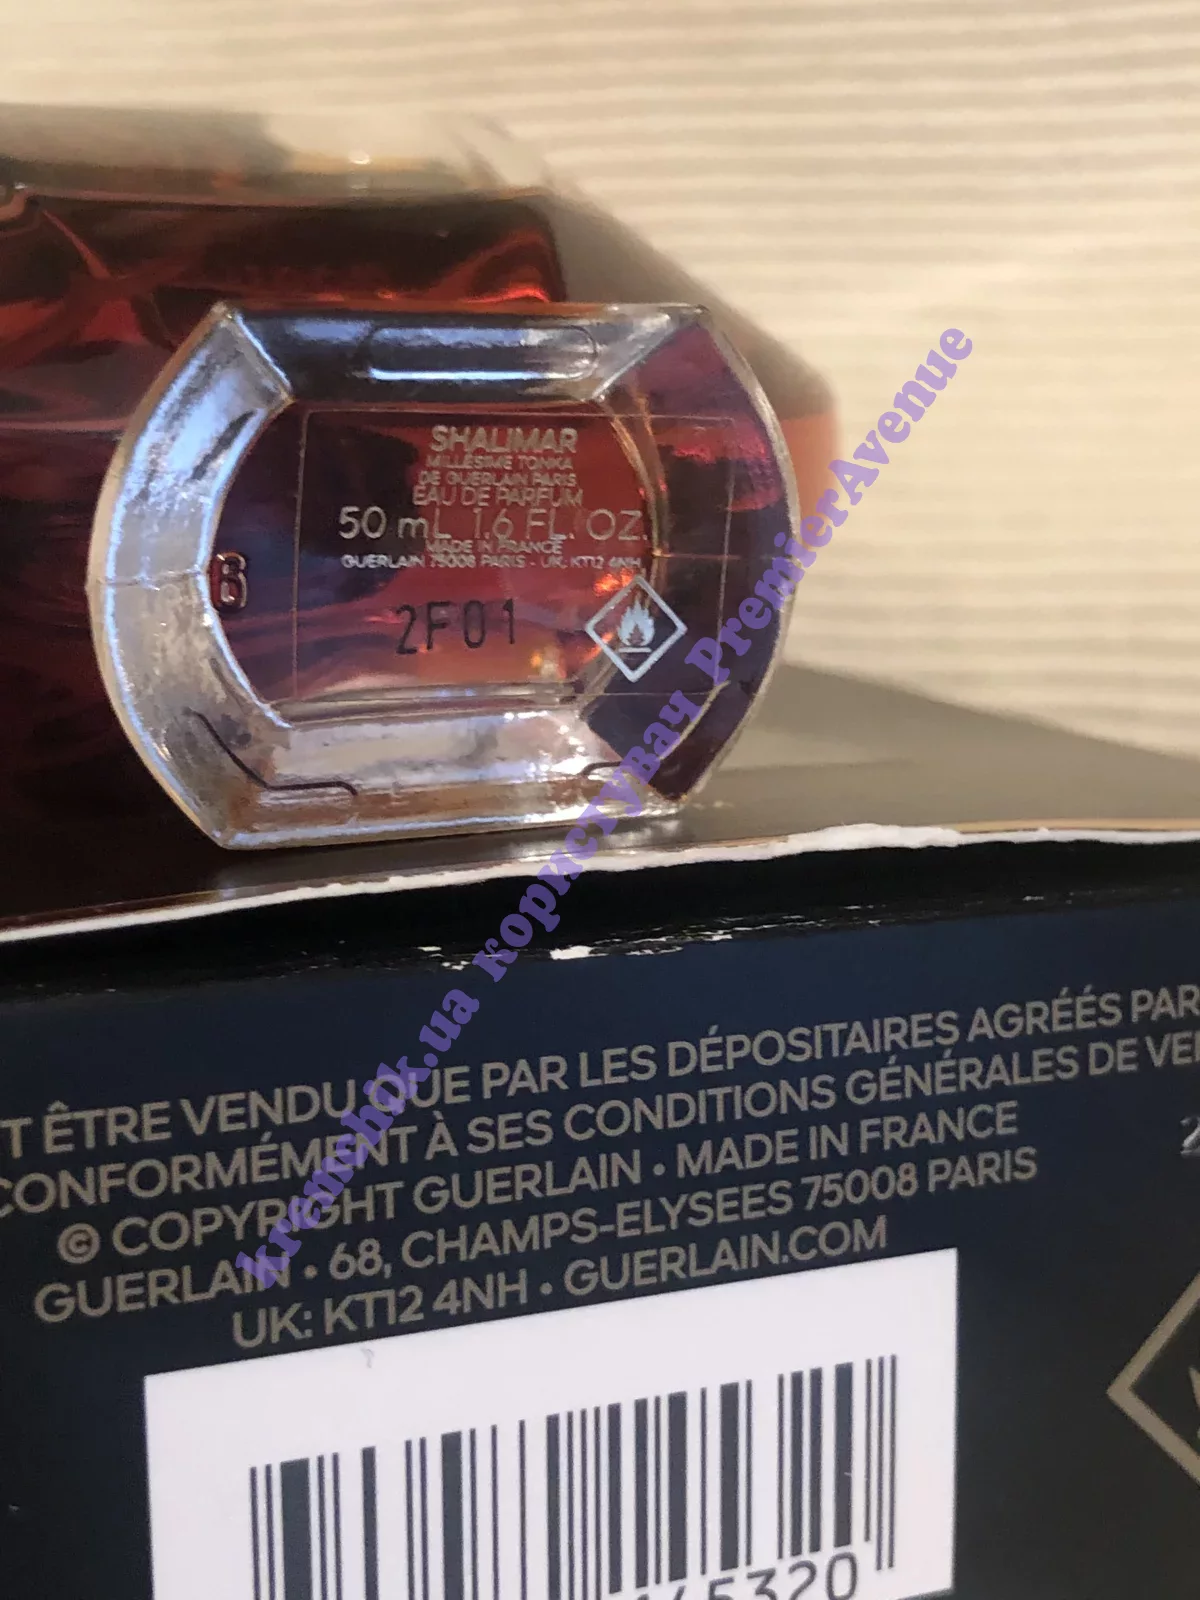 SHALIMAR
MILLÉSIME TONKA
DE GUERLAIN PARIS
EAU DE PARFUM
50 mL 1.6 FL. OZ.
MADE IN FRANCE
GUERLAIN 75008 PARIS - UK: KT12 4NH
2F01
kramchik.ua користувач PremierAvenue
T ÊTRE VENDU QUE PAR LES DÉPOSITAIRES AGRÉÉS PAR
CONFORMÉMENT À SES CONDITIONS GÉNÉRALES DE VE
© COPYRIGHT GUERLAIN • MADE IN FRANCE
GUERLAIN • 68, CHAMPS-ELYSEES 75008 PARIS
UK: KT12 4NH • GUERLAIN.COM
45320